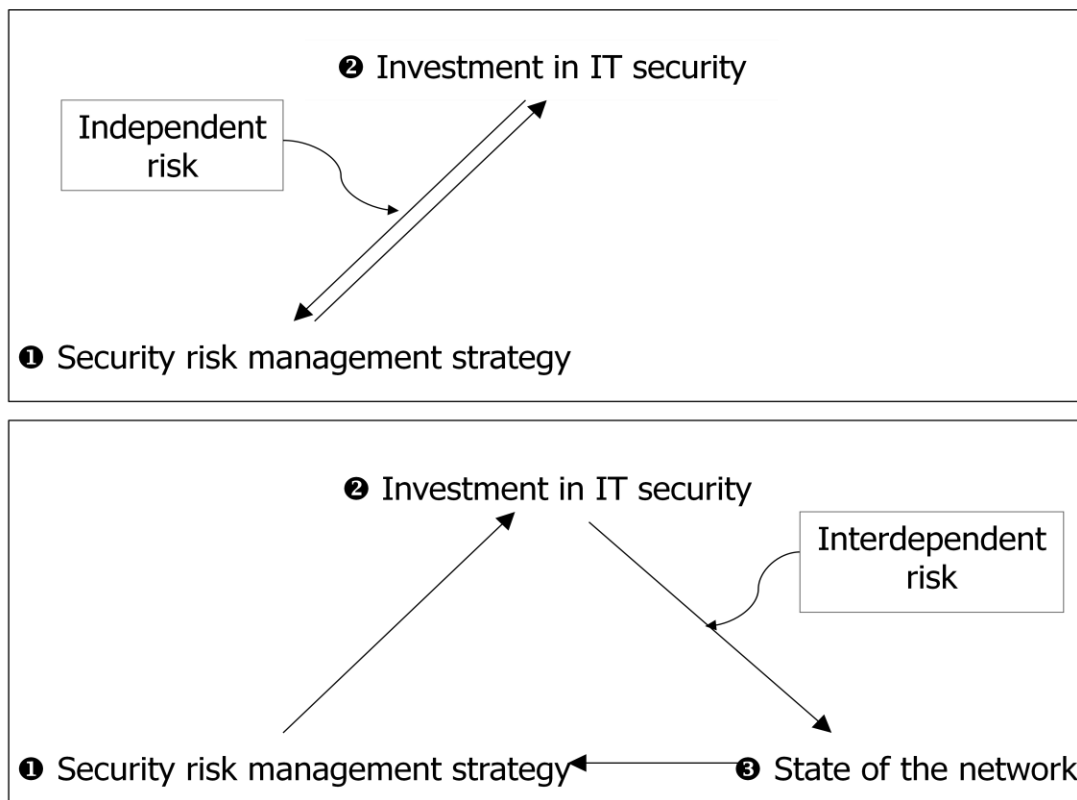 ❷ Investment in IT security
Independent
risk
❶ Security risk management strategy
❷ Investment in IT security
Interdependent
risk
❶ Security risk management strategy
❸ State of the network